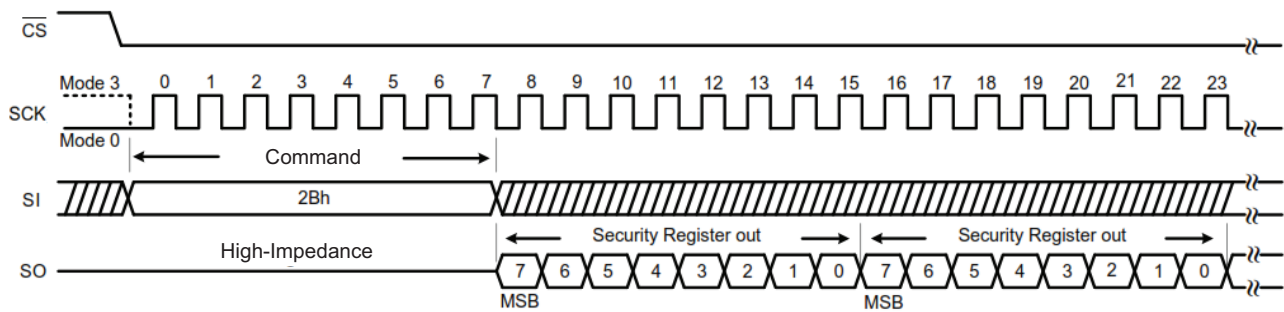 CS
Mode 3 0 1 2 3 4 5 6 7 8 9 10 11 12 13 14 15 16 17 18 19 20 21 22 23
SCK
Mode 0
Command
SI 2Bh
High-Impedance Security Register out Security Register out
SO 7 6 5 4 3 2 1 0 7 6 5 4 3 2 1 0
MSB MSB